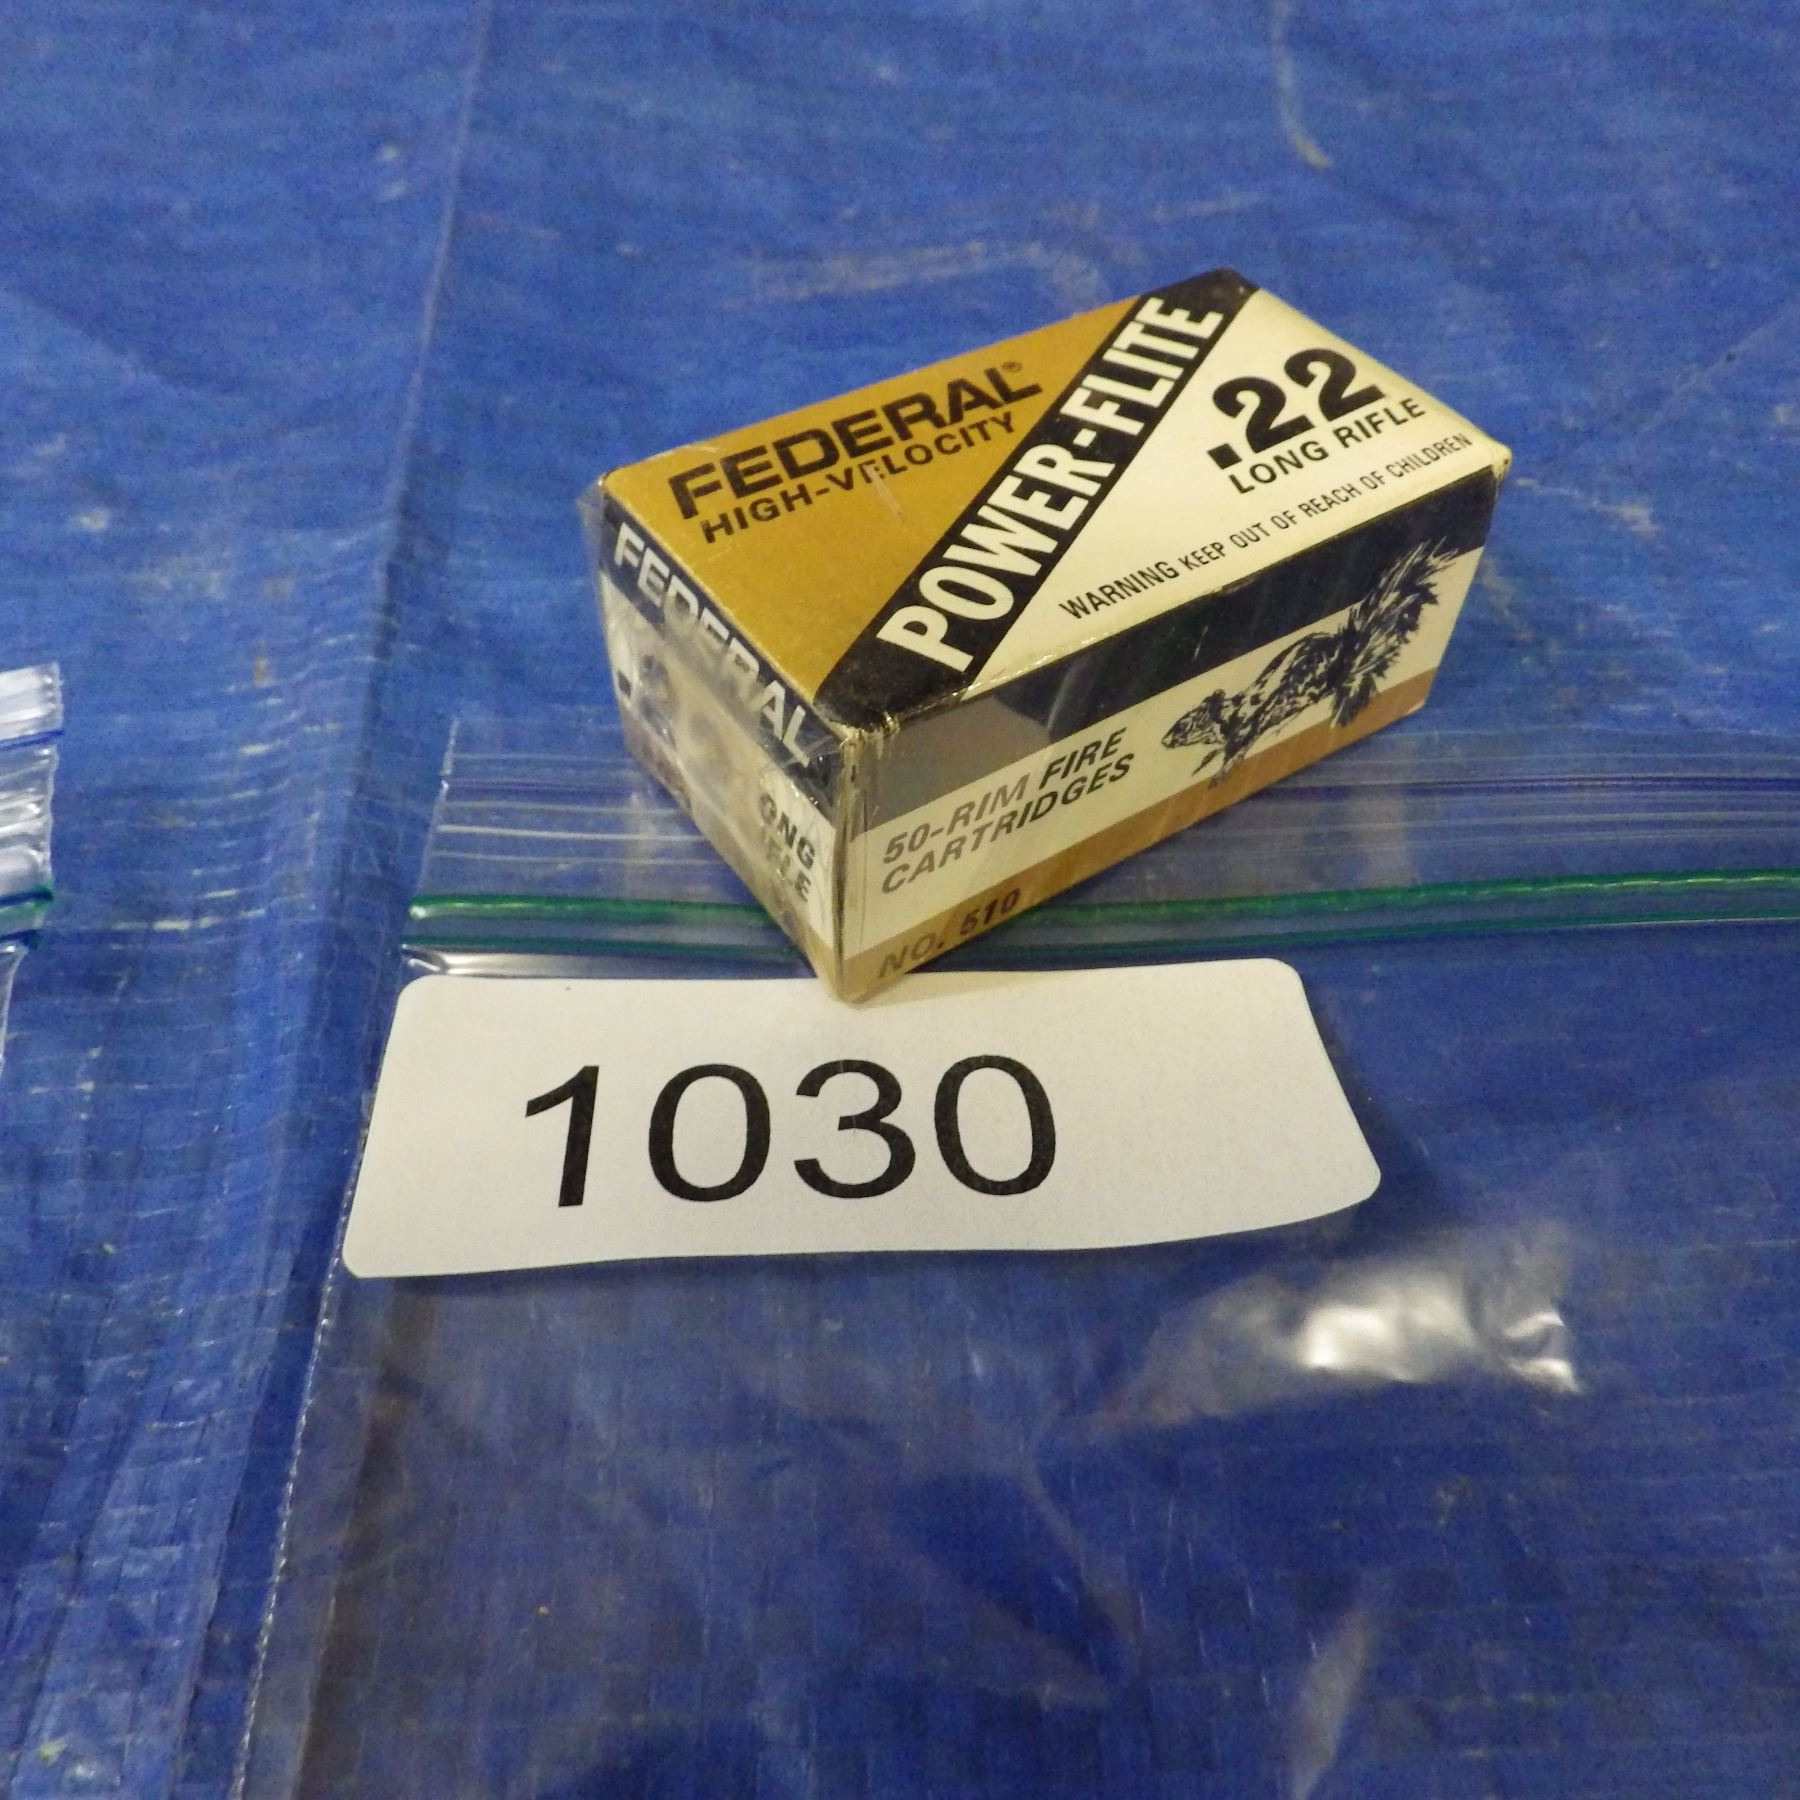 FEDERAL®
HIGH-VELOCITY
POWER-FLITE
.22
LONG RIFLE
WARNING KEEP OUT OF REACH OF CHILDREN
FEDERAL
50-RIM FIRE
CARTRIDGES
NO. 510
1030